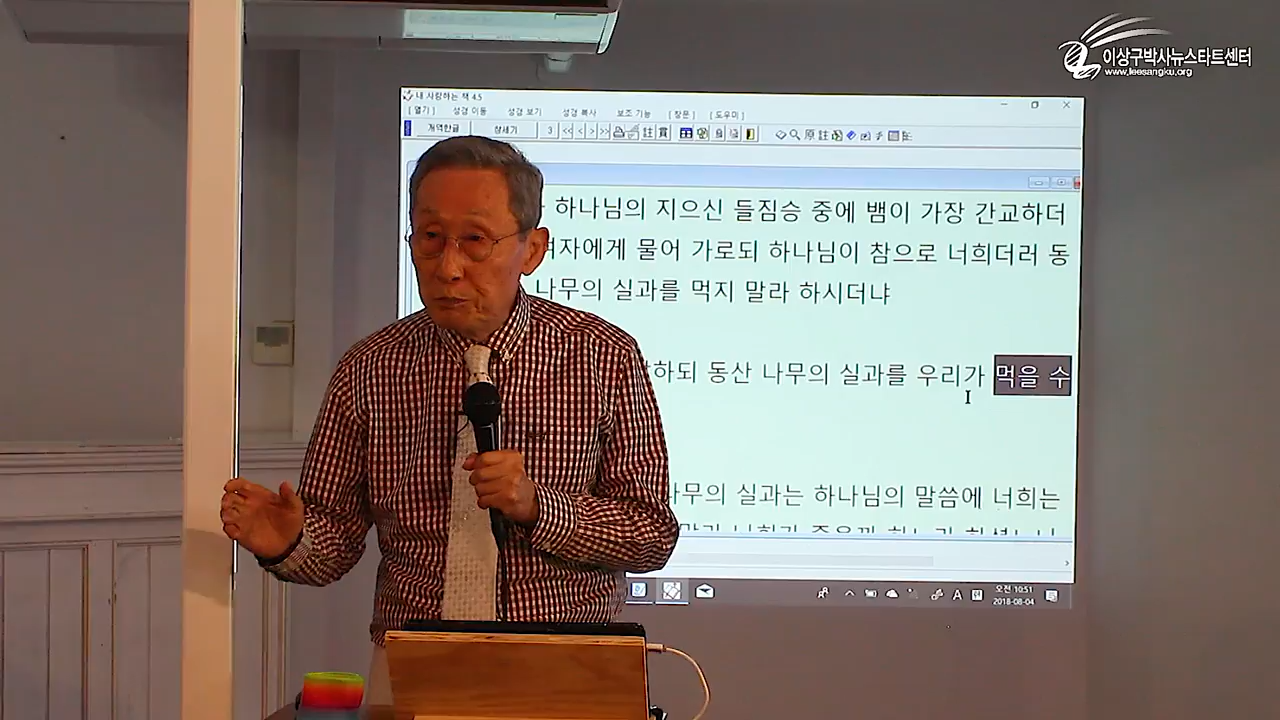 이상구박사뉴스타트센터
www.leesangku.org
내 사랑하는 책 4.5
[ 열기 ] 성경 이동 성경 보기 성경 복사 보조 기능 [ 창문 ] [ 도우미 ]
개역한글 창세기 3 << < > >>
하나님의 지으신 들짐승 중에 뱀이 가장 간교하더
여자에게 물어 가로되 하나님이 참으로 너희더러 동
나무의 실과를 먹지 말라 하시더냐
하되 동산 나무의 실과를 우리가 먹을 수
나무의 실과는 하나님의 말씀에 너희는
오전 10:51
2018-08-04